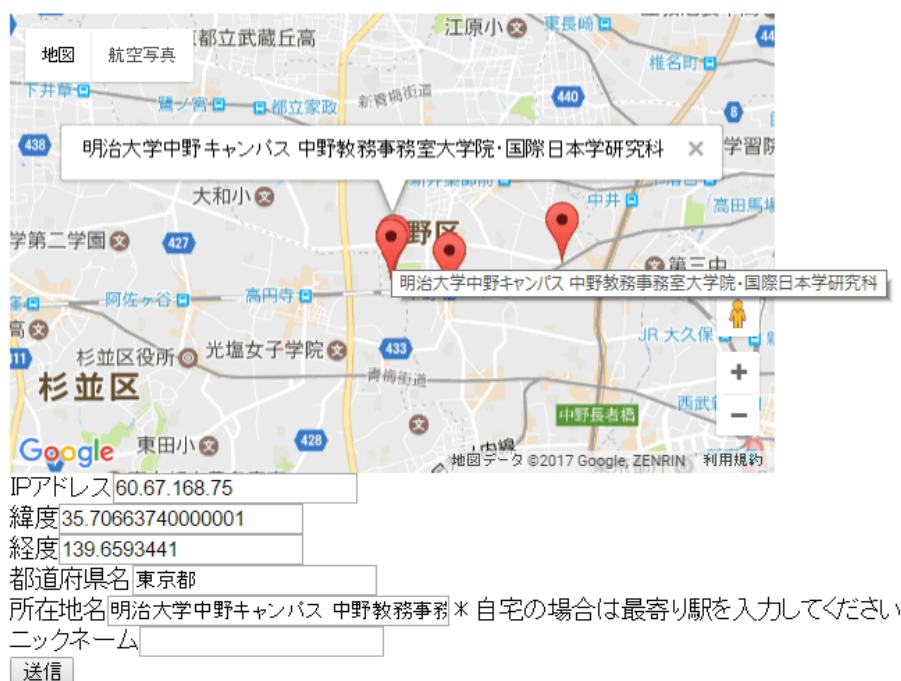 都立武蔵丘高
江原小
東長崎
地図
航空写真
椎名町
下井草
鷺ノ宮
都立家政
新青梅街道
440
8
438
明治大学中野キャンパス 中野教務事務室大学院・国際日本学研究科
学習院
大和小
中井
高田馬場
学第二学園
427
野区
第三中
明治大学中野キャンパス 中野教務事務室大学院・国際日本学研究科
阿佐ヶ谷
高円寺
JR 大久保
杉並区役所
光塩女子学院
433
杉並区
青梅街道
中野長者橋
西武新
Google
東田小
428
地図データ ©2017 Google, ZENRIN
利用規約
IPアドレス 60.67.168.75
緯度 35.70663740000001
経度 139.6593441
都道府県名 東京都
所在地名 明治大学中野キャンパス 中野教務事務 * 自宅の場合は最寄り駅を入力してください
ニックネーム
送信